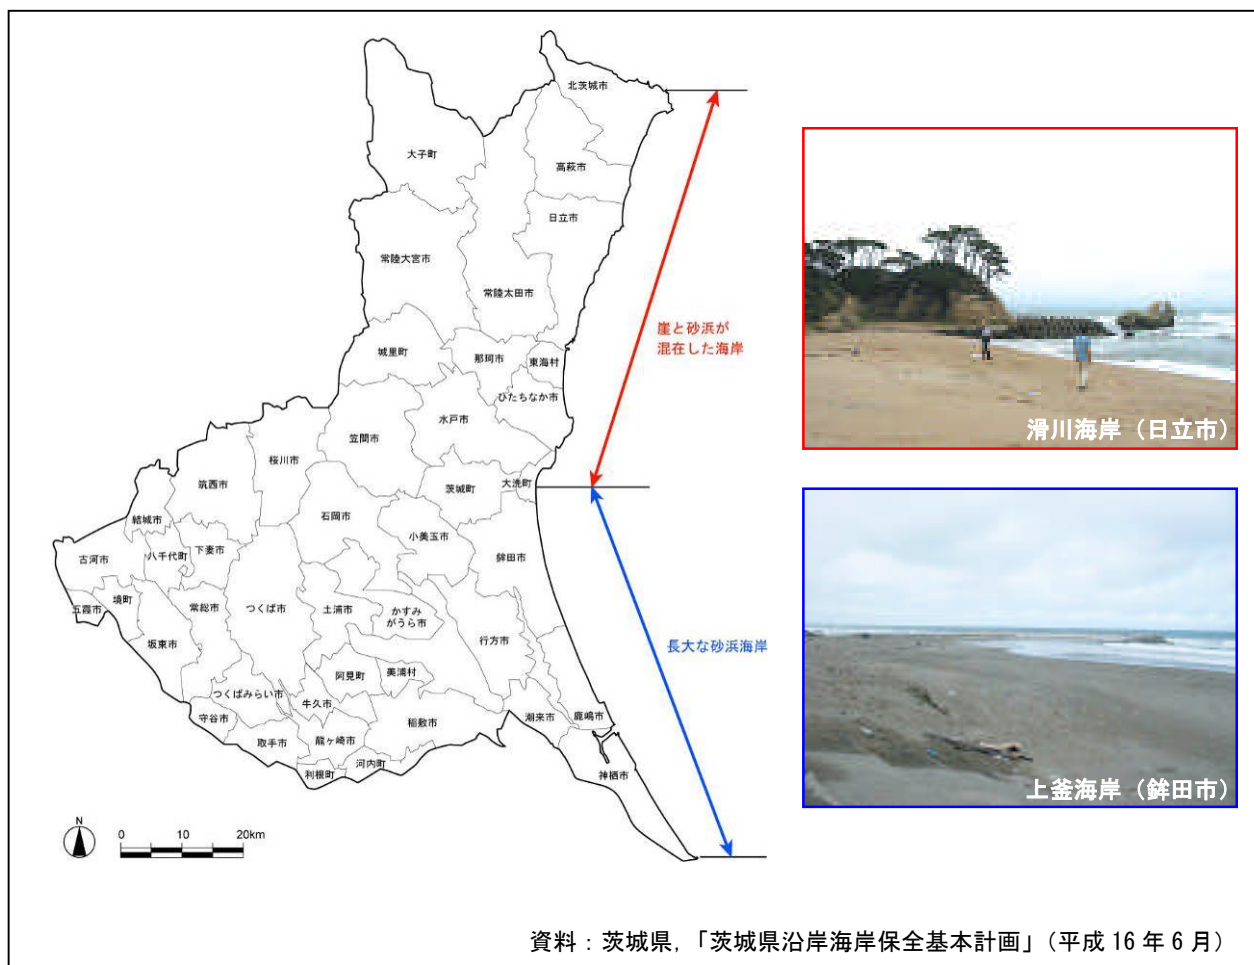 北茨城市
大子町
高萩市
日立市
常陸大宮市
常陸太田市
崖と砂浜が
混在した海岸
城里町
那珂市
東海村
ひたちなか市
水戸市
笠間市
桜川市
筑西市
茨城町
大洗町
結城市
石岡市
小美玉市
鉾田市
古河市
八千代町
下妻市
五霞市
境町
常総市
つくば市
土浦市
かすみ
がうら市
坂東市
行方市
長大な砂浜海岸
阿見町
美浦村
つくばみらい市
牛久市
守谷市
稲敷市
潮来市
鹿嶋市
取手市
龍ヶ崎市
利根町
河内町
神栖市
N
0 10 20km
滑川海岸（日立市）
上釜海岸（鉾田市）
資料：茨城県，「茨城県沿岸海岸保全基本計画」（平成 16 年 6 月）